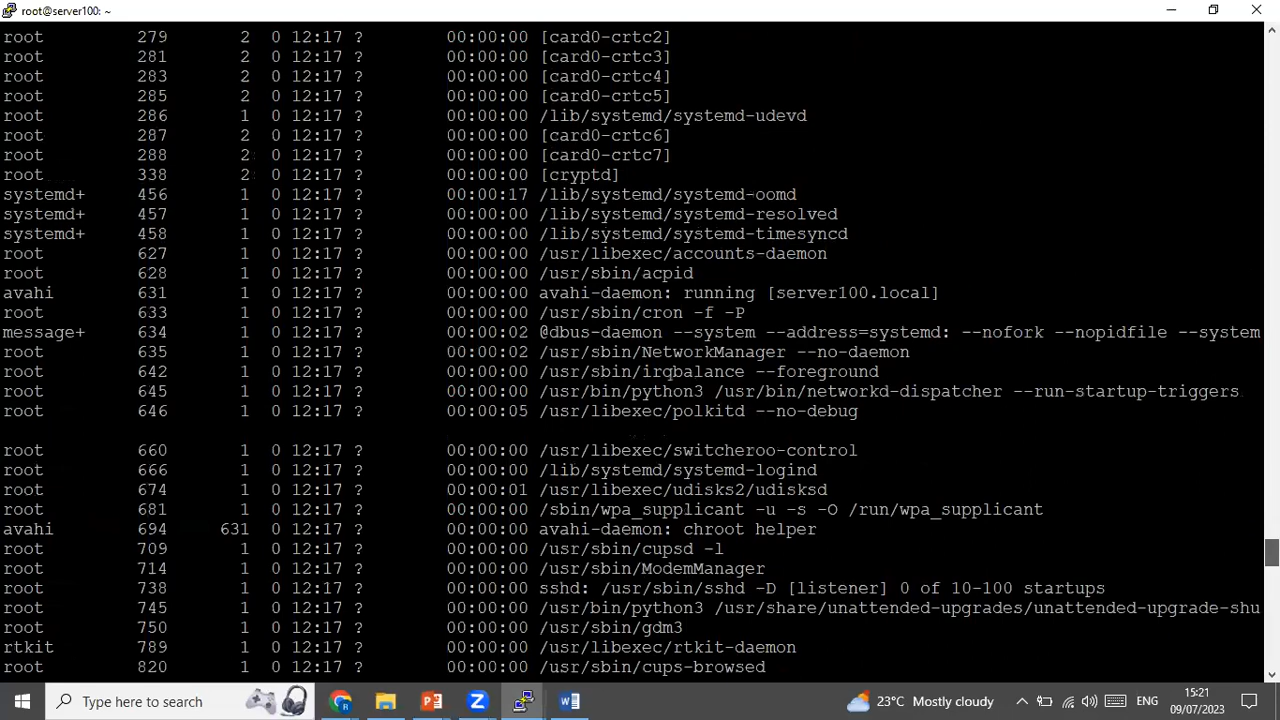 root@server100: ~
root 279 2 0 12:17 ? 00:00:00 [card0-crtc2]
root 281 2 0 12:17 ? 00:00:00 [card0-crtc3]
root 283 2 0 12:17 ? 00:00:00 [card0-crtc4]
root 285 2 0 12:17 ? 00:00:00 [card0-crtc5]
root 286 1 0 12:17 ? 00:00:00 /lib/systemd/systemd-udevd
root 287 2 0 12:17 ? 00:00:00 [card0-crtc6]
root 288 2 0 12:17 ? 00:00:00 [card0-crtc7]
root 338 2 0 12:17 ? 00:00:00 [cryptd]
systemd+ 456 1 0 12:17 ? 00:00:17 /lib/systemd/systemd-oomd
systemd+ 457 1 0 12:17 ? 00:00:00 /lib/systemd/systemd-resolved
systemd+ 458 1 0 12:17 ? 00:00:00 /lib/systemd/systemd-timesyncd
root 627 1 0 12:17 ? 00:00:00 /usr/libexec/accounts-daemon
root 628 1 0 12:17 ? 00:00:00 /usr/sbin/acpid
avahi 631 1 0 12:17 ? 00:00:00 avahi-daemon: running [server100.local]
root 633 1 0 12:17 ? 00:00:00 /usr/sbin/cron -f -P
message+ 634 1 0 12:17 ? 00:00:02 @dbus-daemon --system --address=systemd: --nofork --nopidfile --system
root 635 1 0 12:17 ? 00:00:02 /usr/sbin/NetworkManager --no-daemon
root 642 1 0 12:17 ? 00:00:00 /usr/sbin/irqbalance --foreground
root 645 1 0 12:17 ? 00:00:00 /usr/bin/python3 /usr/bin/networkd-dispatcher --run-startup-triggers
root 646 1 0 12:17 ? 00:00:05 /usr/libexec/polkitd --no-debug
root 660 1 0 12:17 ? 00:00:00 /usr/libexec/switcheroo-control
root 666 1 0 12:17 ? 00:00:00 /lib/systemd/systemd-logind
root 674 1 0 12:17 ? 00:00:01 /usr/libexec/udisks2/udisksd
root 681 1 0 12:17 ? 00:00:00 /sbin/wpa_supplicant -u -s -O /run/wpa_supplicant
avahi 694 631 0 12:17 ? 00:00:00 avahi-daemon: chroot helper
root 709 1 0 12:17 ? 00:00:00 /usr/sbin/cupsd -l
root 714 1 0 12:17 ? 00:00:00 /usr/sbin/ModemManager
root 738 1 0 12:17 ? 00:00:00 sshd: /usr/sbin/sshd -D [listener] 0 of 10-100 startups
root 745 1 0 12:17 ? 00:00:00 /usr/bin/python3 /usr/share/unattended-upgrades/unattended-upgrade-shu
root 750 1 0 12:17 ? 00:00:00 /usr/sbin/gdm3
rtkit 789 1 0 12:17 ? 00:00:00 /usr/libexec/rtkit-daemon
root 820 1 0 12:17 ? 00:00:00 /usr/sbin/cups-browsed
Type here to search
23°C Mostly cloudy
ENG
15:21
09/07/2023